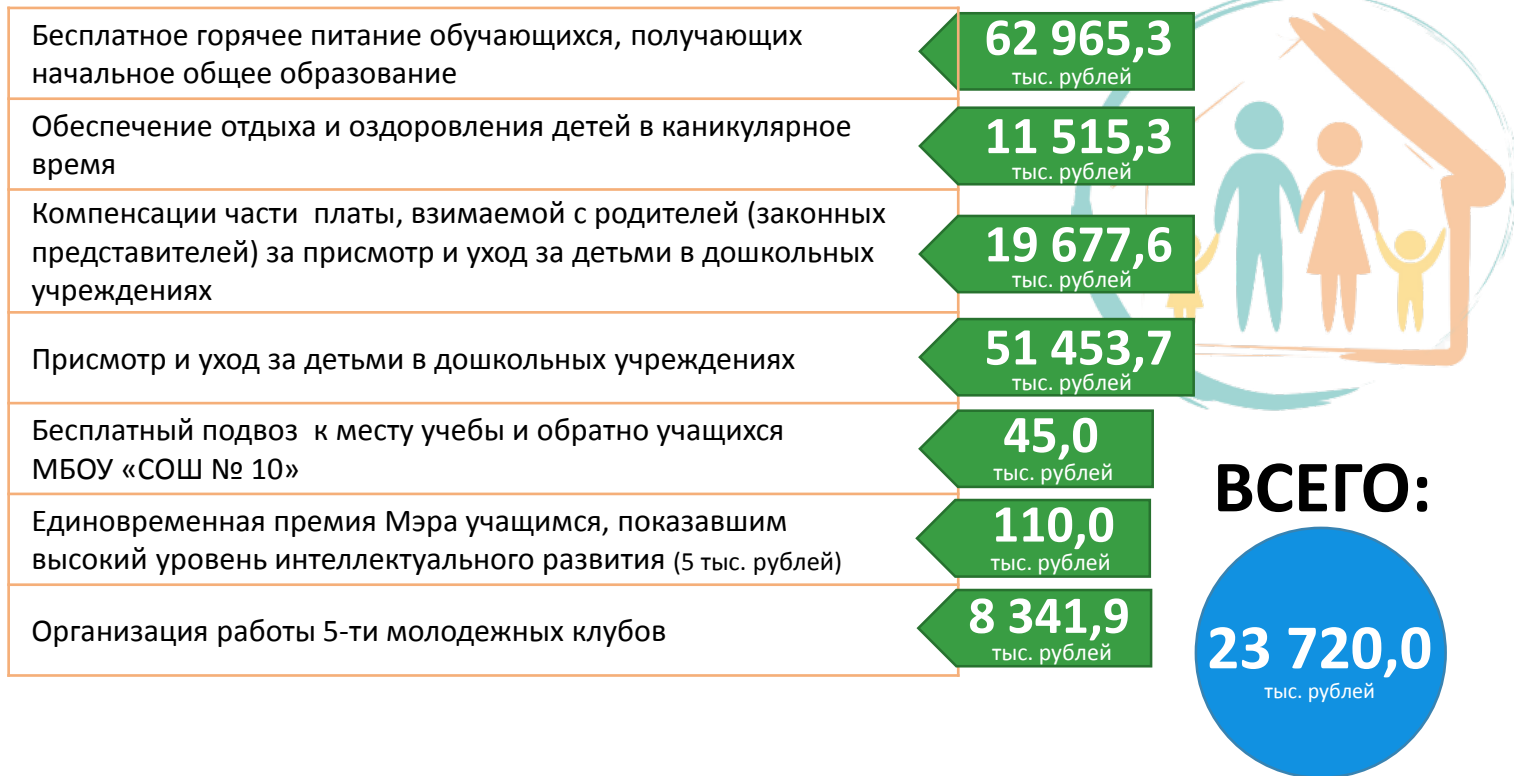 Бесплатное горячее питание обучающихся, получающих
начальное общее образование
62 965,3
тыс. рублей
Обеспечение отдыха и оздоровления детей в каникулярное
время
11 515,3
тыс. рублей
Компенсации части платы, взимаемой с родителей (законных
представителей) за присмотр и уход за детьми в дошкольных
учреждениях
19 677,6
тыс. рублей
Присмотр и уход за детьми в дошкольных учреждениях
51 453,7
тыс. рублей
Бесплатный подвоз к месту учебы и обратно учащихся
МБОУ «СОШ № 10»
45,0
тыс. рублей
Единовременная премия Мэра учащимся, показавшим
высокий уровень интеллектуального развития (5 тыс. рублей)
110,0
тыс. рублей
Организация работы 5-ти молодежных клубов
8 341,9
тыс. рублей
ВСЕГО:
23 720,0
тыс. рублей